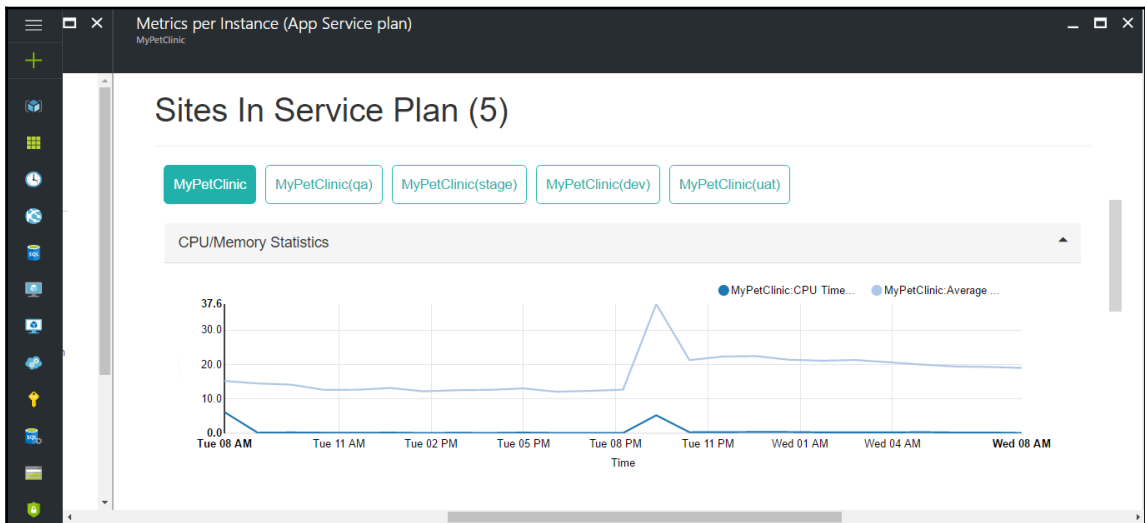 Metrics per Instance (App Service plan)
MyPetClinic
Sites In Service Plan (5)
MyPetClinic MyPetClinic(qa) MyPetClinic(stage) MyPetClinic(dev) MyPetClinic(uat)
CPU/Memory Statistics
MyPetClinic:CPU Time... MyPetClinic:Average ...
37.6
30.0
20.0
10.0
0.0
Tue 08 AM Tue 11 AM Tue 02 PM Tue 05 PM Tue 08 PM Tue 11 PM Wed 01 AM Wed 04 AM Wed 08 AM
Time
SQL
SQL